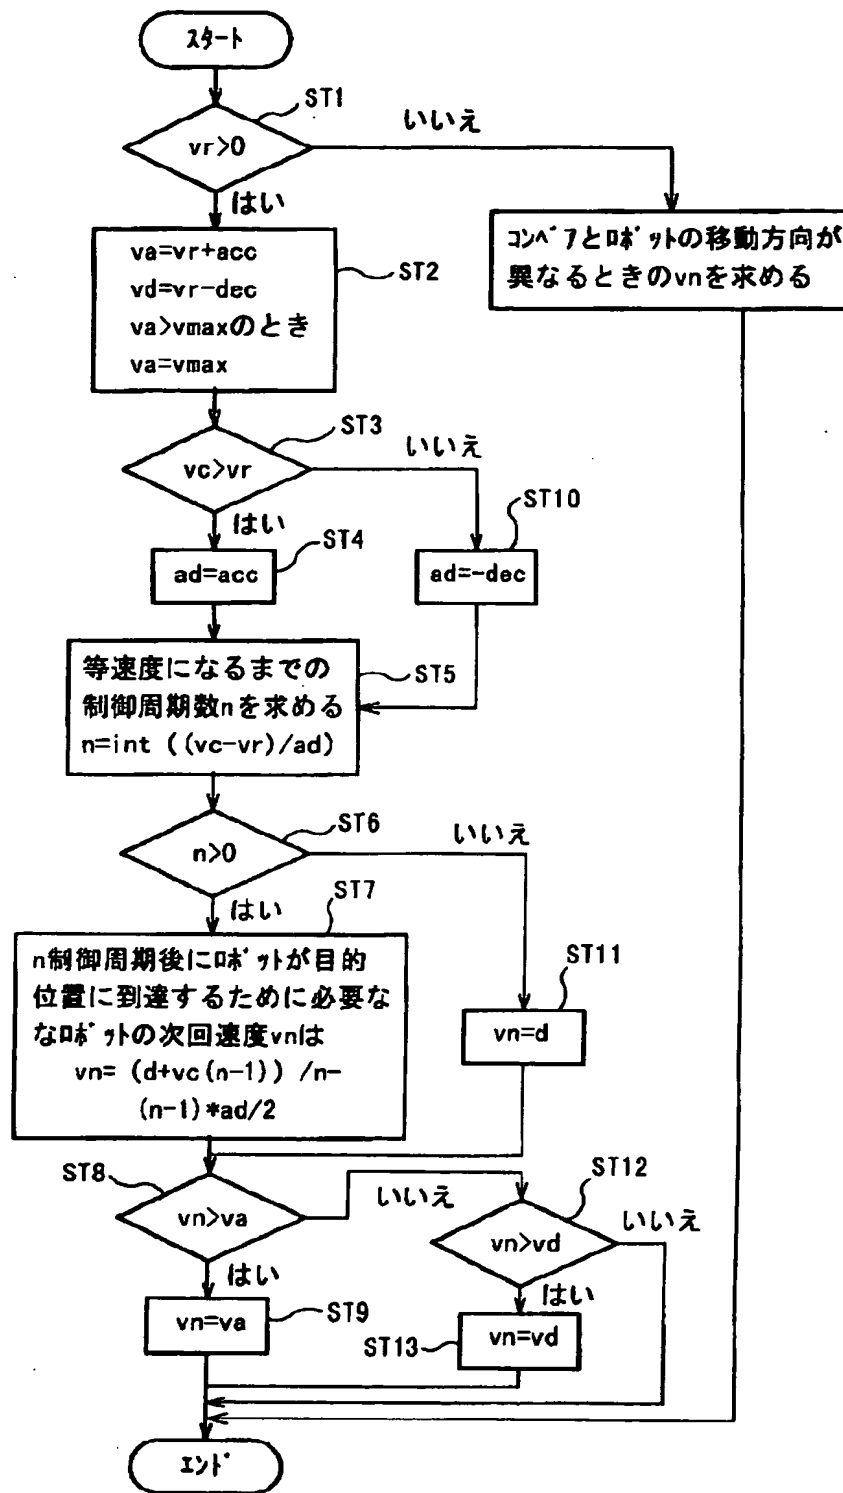 スタート
ST1
vr>0
いいえ
はい
va=vr+acc
vd=vr-dec
va>vmaxのとき
va=vmax
ST2
コンベアとロボットの移動方向が
異なるときのvnを求める
ST3
vc>vr
いいえ
はい
ST4
ad=acc
ST10
ad=-dec
等速度になるまでの
制御周期数nを求める
n=int ((vc-vr)/ad)
ST5
ST6
n>0
いいえ
はい
ST7
n制御周期後にロボットが目的
位置に到達するために必要な
なロボットの次回速度vnは
vn= (d+vc(n-1)) /n-
(n-1)*ad/2
ST11
vn=d
ST8
vn>va
いいえ
はい
ST12
vn>vd
いいえ
はい
vn=va
ST9
ST13
vn=vd
エンド